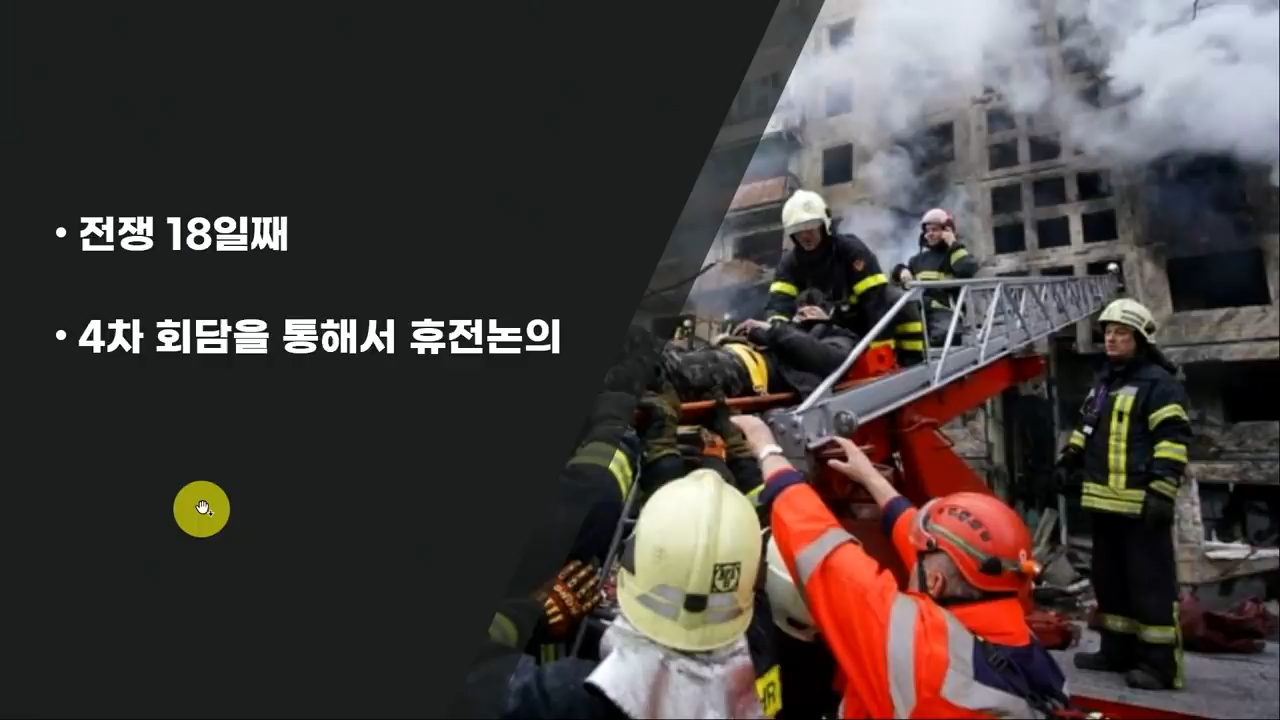 • 전쟁 18일째
• 4차 회담을 통해서 휴전논의